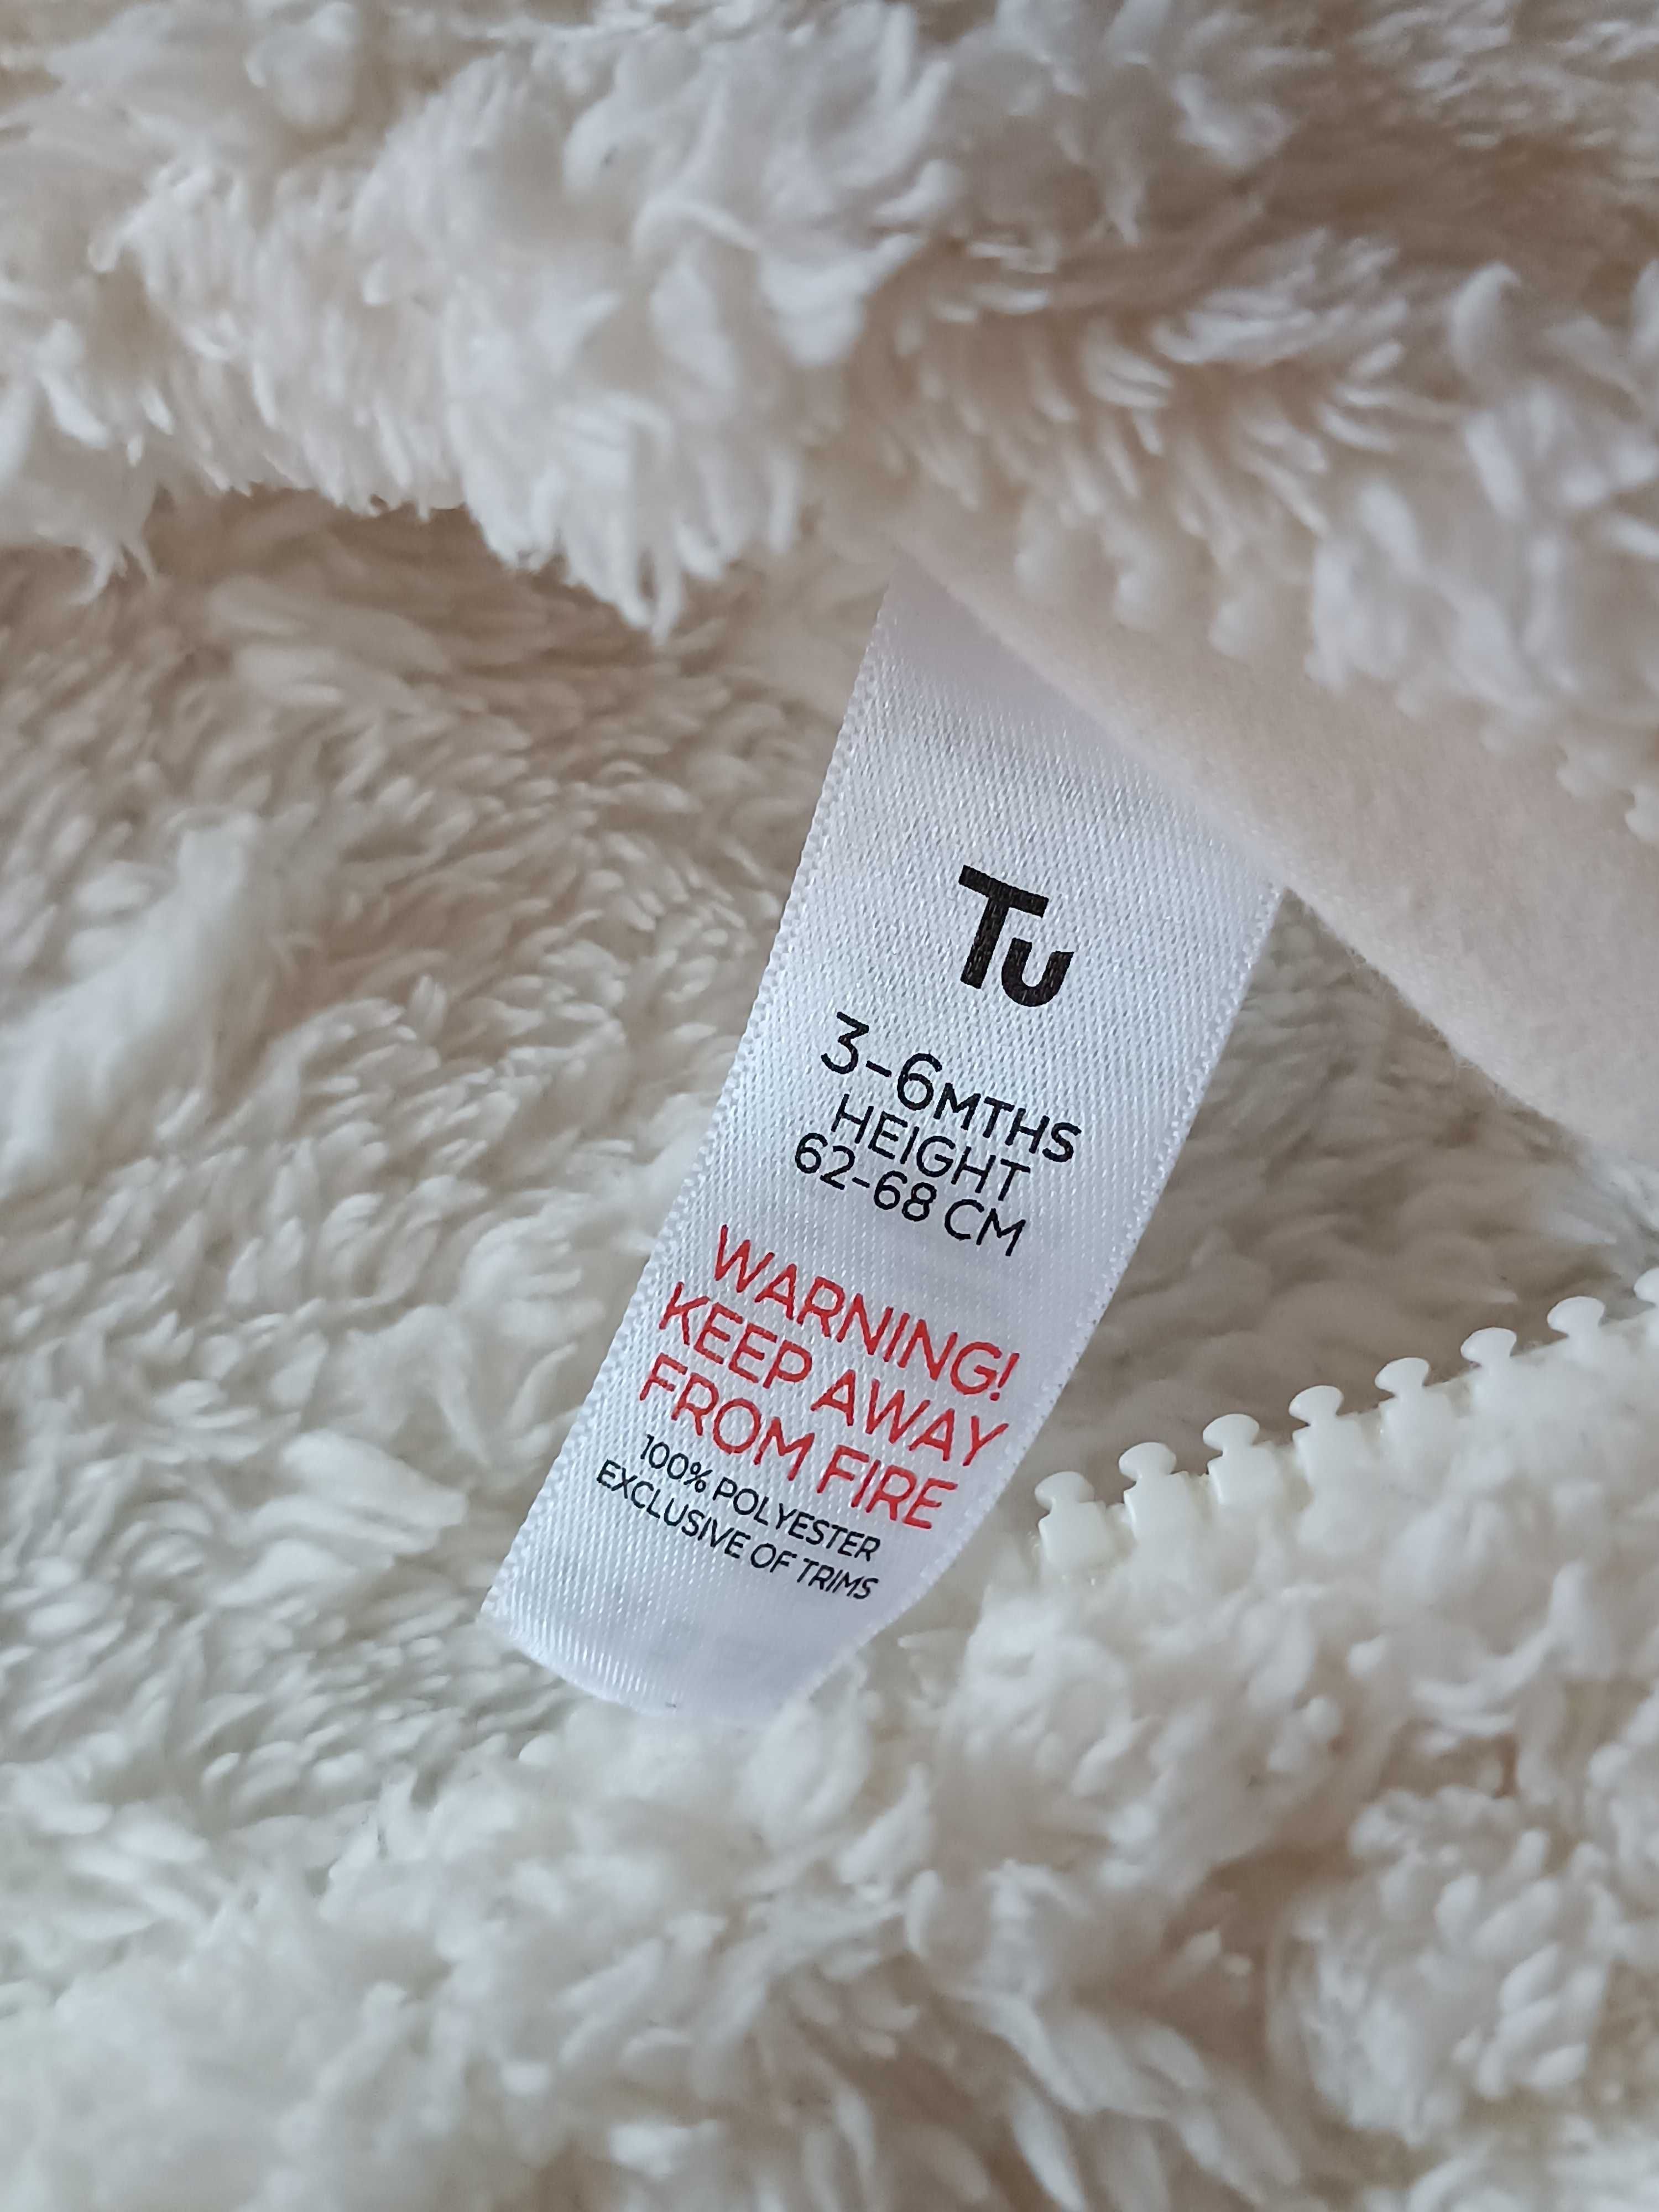 Tu
3-6MTHS
HEIGHT
62-68 CM
WARNING!
KEEP AWAY
FROM FIRE
100% POLYESTER
EXCLUSIVE OF TRIMS